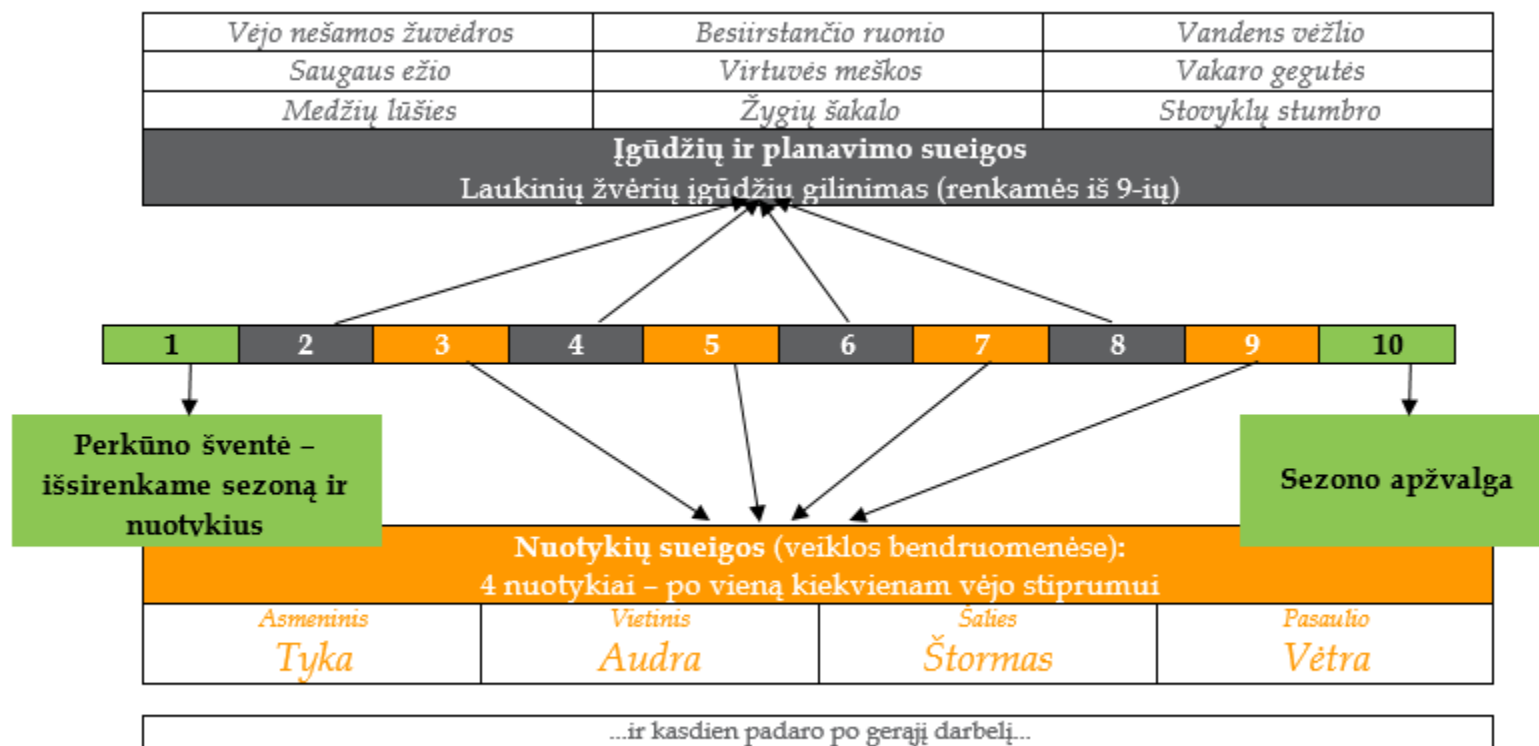 Vėjo nešamos žuvėdros
Besiirstančio ruonio
Vandens vėžlio
Saugaus ežio
Virtuvės meškos
Vakaro gegutės
Medžių lūšies
Žygių šakalo
Stovyklų stumbro
Įgūdžių ir planavimo sueigos
Laukinių žvėrių įgūdžių gilinimas (renkamės iš 9-ių)
1 2 3 4 5 6 7 8 9 10
Perkūno šventė –
išsirenkame sezoną ir
nuotykius
Sezono apžvalga
Nuotykių sueigos (veiklos bendruomenėse):
4 nuotykiai – po vieną kiekvienam vėjo stiprumui
Asmeninis
Tyka
Vietinis
Audra
Šalies
Štormas
Pasaulio
Vėtra
...ir kasdien padaro po gerąjį darbelį...